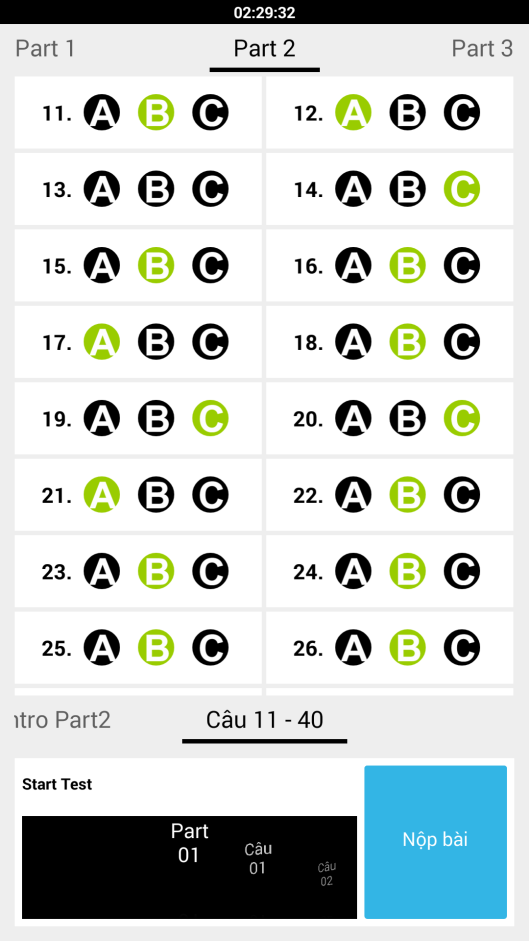 02:29:32
Part 1 Part 2 Part 3
11. A B C 12. A B C
13. A B C 14. A B C
15. A B C 16. A B C
17. A B C 18. A B C
19. A B C 20. A B C
21. A B C 22. A B C
23. A B C 24. A B C
25. A B C 26. A B C
ntro Part2 Câu 11 - 40
Start Test
Part
01
Câu
01
Câu
02
Nộp bài